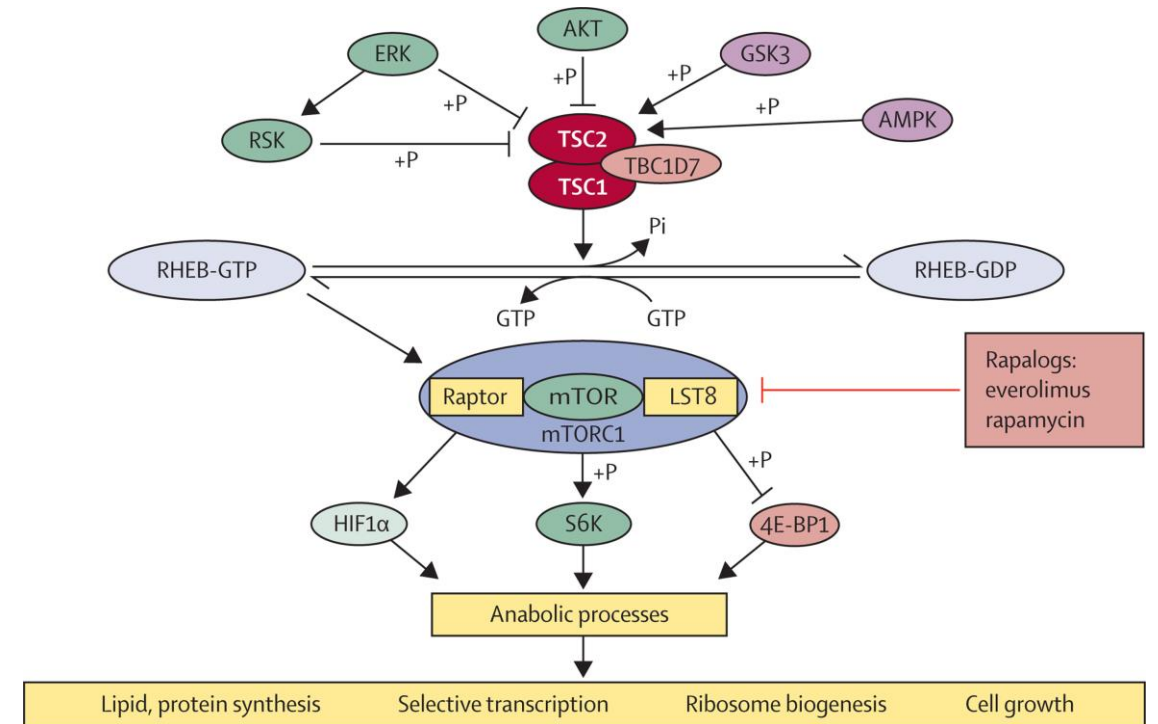 AKT
ERK
GSK3
+P
+P
+P
+P
AMPK
RSK
TSC2
+P
TBC1D7
TSC1
Pi
RHEB-GTP
RHEB-GDP
GTP
GTP
Rapalogs:
everolimus
rapamycin
Raptor
mTOR
LST8
mTORC1
+P
+P
HIF1α
S6K
4E-BP1
Anabolic processes
Lipid, protein synthesis Selective transcription Ribosome biogenesis Cell growth